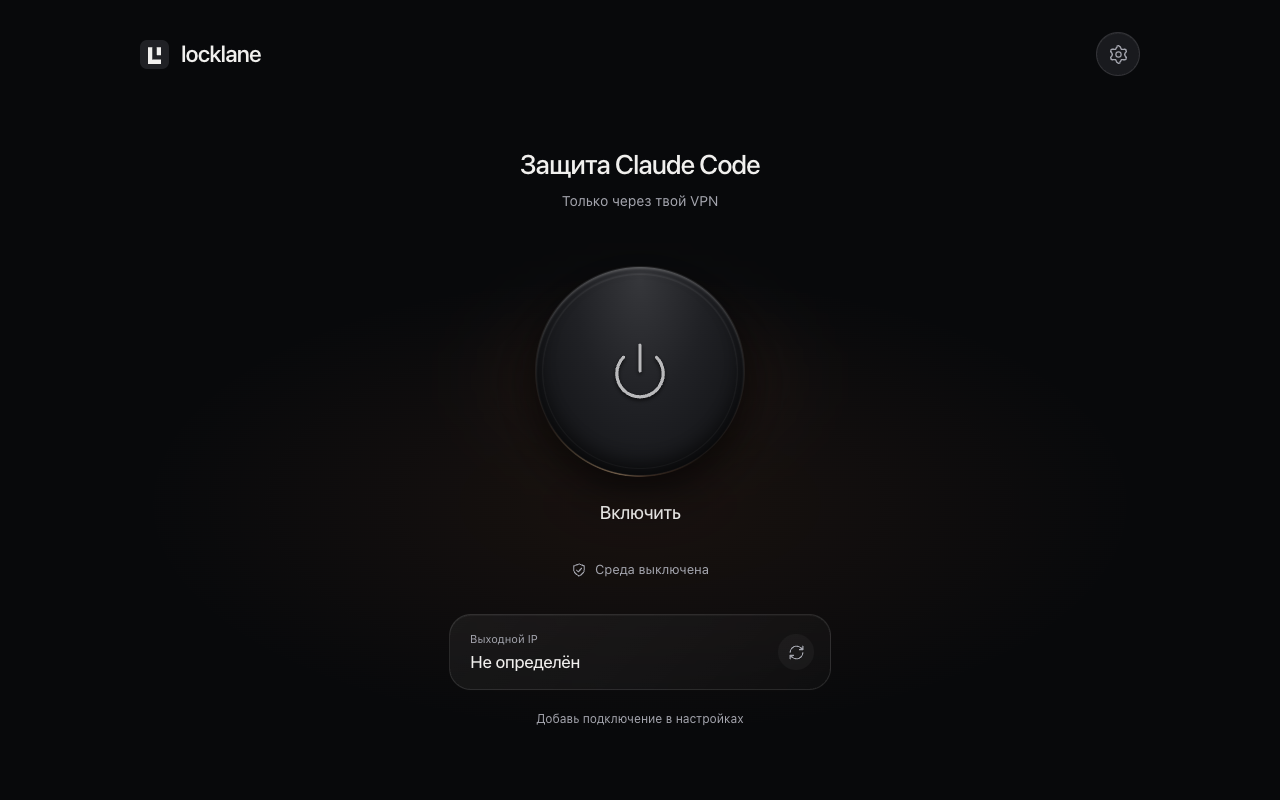 locklane
Защита Claude Code
Только через твой VPN
Включить
Среда выключена
Выходной IP
Не определён
Добавь подключение в настройках